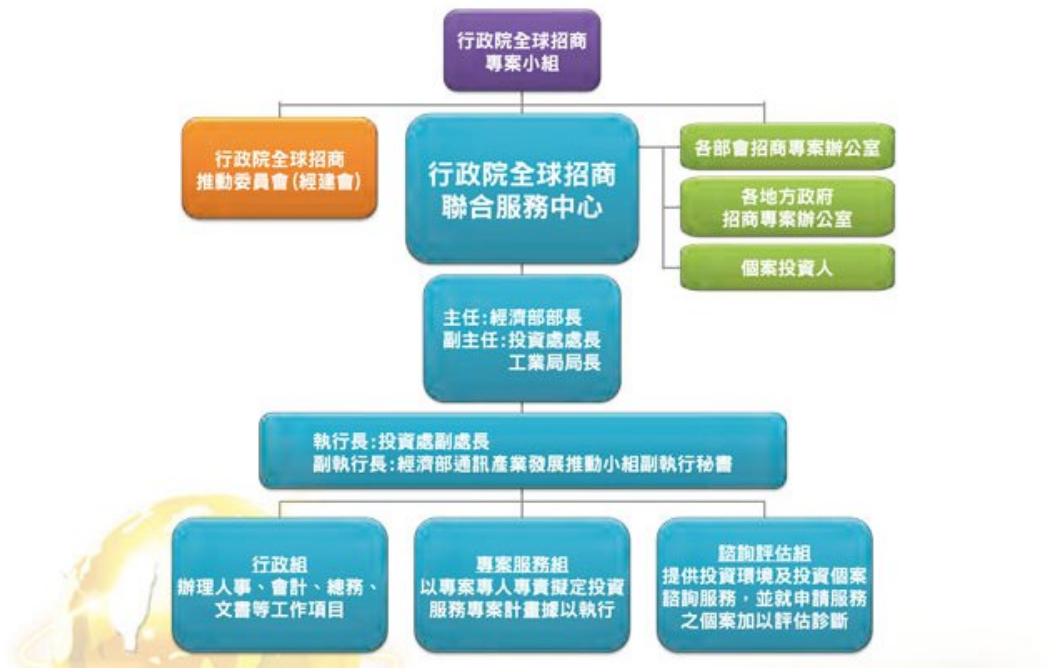 行政院全球招商
專案小組
行政院全球招商
推動委員會(經建會)
行政院全球招商
聯合服務中心
各部會招商專案辦公室
各地方政府
招商專案辦公室
個案投資人
主任:經濟部部長
副主任:投資處處長
工業局局長
執行長:投資處副處長
副執行長:經濟部通訊產業發展推動小組副執行秘書
行政組
辦理人事、會計、總務、
文書等工作項目
專案服務組
以專案專人專責擬定投資
服務專案計畫據以執行
諮詢評估組
提供投資環境及投資個案
諮詢服務，並就申請服務
之個案加以評估診斷